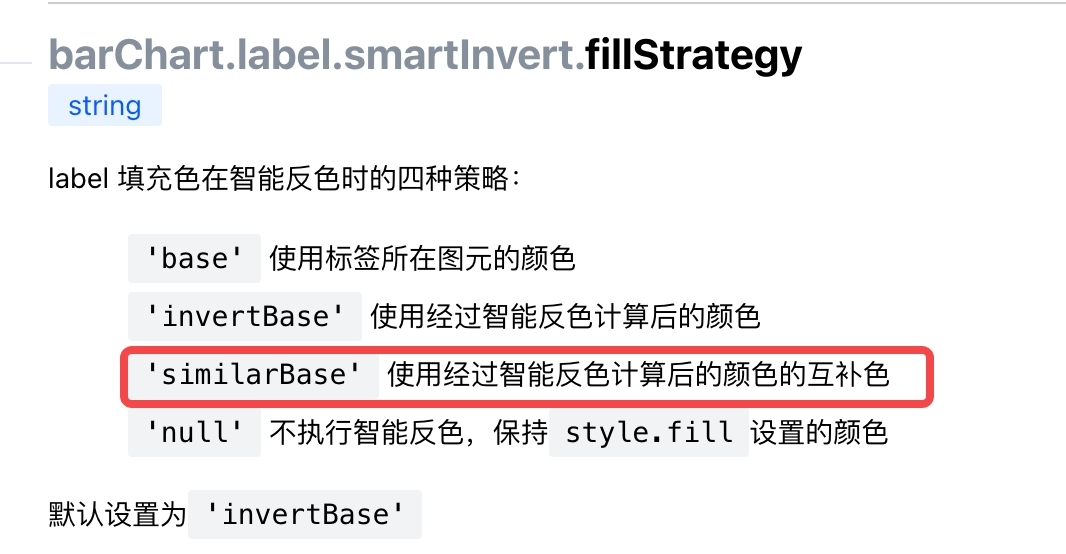 barChart.label.smartInvert.fillStrategy
string
label 填充色在智能反色时的四种策略：
'base' 使用标签所在图元的颜色
'invertBase' 使用经过智能反色计算后的颜色
'similarBase' 使用经过智能反色计算后的颜色的互补色
'null' 不执行智能反色，保持 style.fill 设置的颜色
默认设置为 'invertBase'